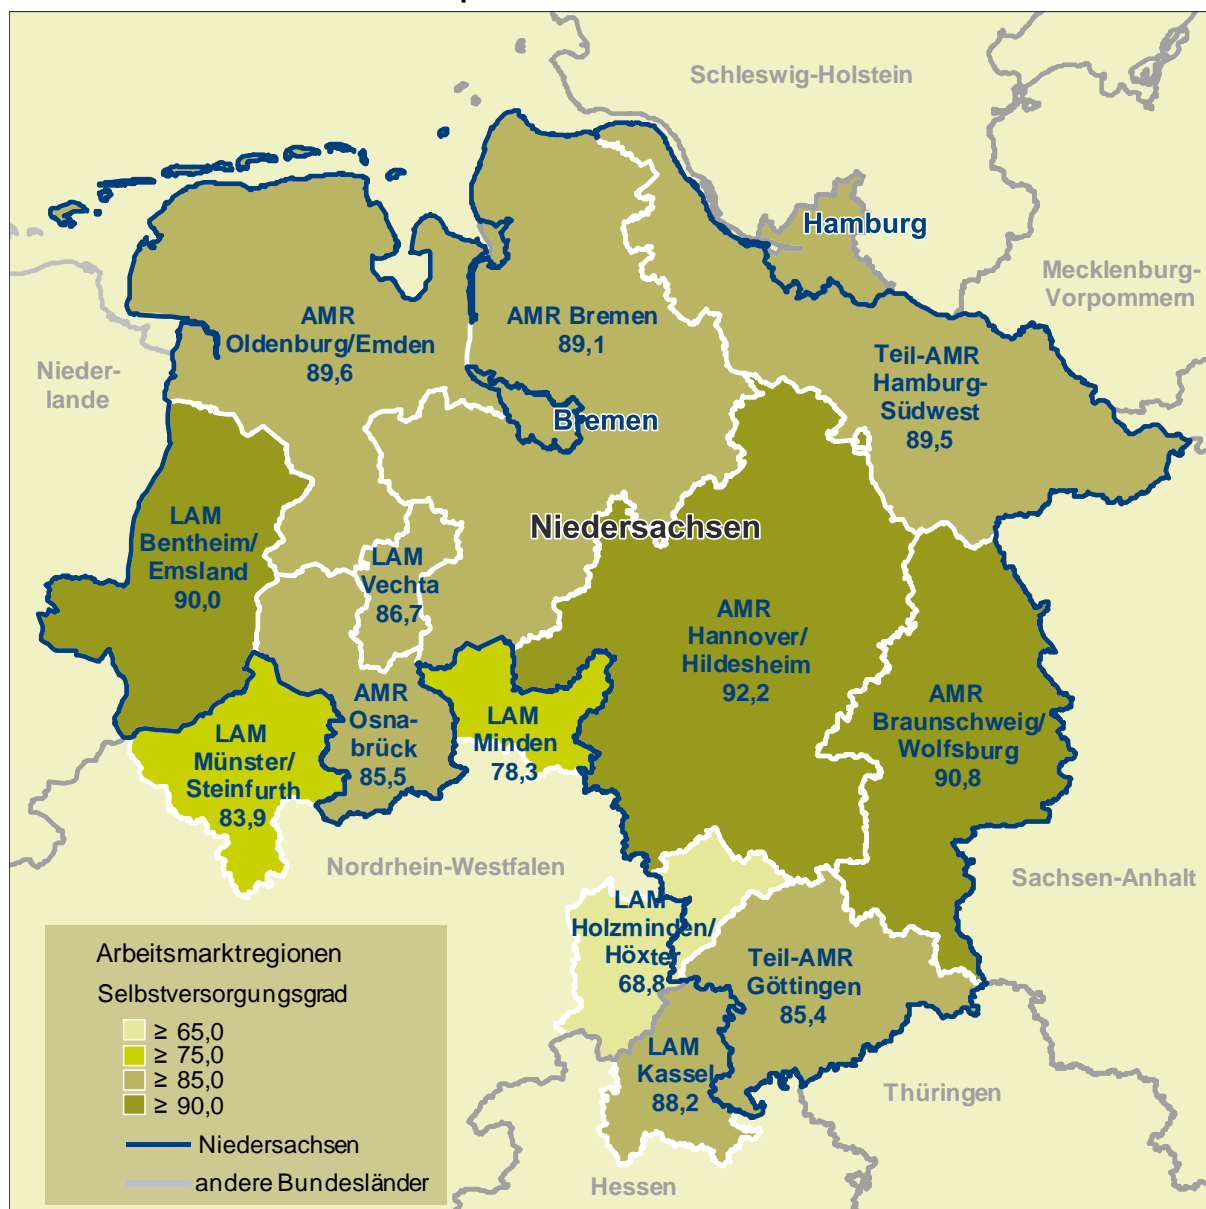 Schleswig-Holstein
Hamburg
Mecklenburg-
Vorpommern
AMR
Oldenburg/Emden
89,6
AMR Bremen
89,1
Teil-AMR
Hamburg-
Südwest
89,5
Nieder-
lande
Bremen
LAM
Bentheim/
Emsland
90,0
Niedersachsen
LAM
Vechta
86,7
AMR
Hannover/
Hildesheim
92,2
AMR
Osna-
brück
85,5
LAM
Minden
78,3
AMR
Braunschweig/
Wolfsburg
90,8
LAM
Münster/
Steinfurth
83,9
Nordrhein-Westfalen
Sachsen-Anhalt
LAM
Holzminden/
Höxter
68,8
Teil-AMR
Göttingen
85,4
LAM
Kassel
88,2
Thüringen
Hessen
Arbeitsmarktregionen
Selbstversorgungsgrad
≥ 65,0
≥ 75,0
≥ 85,0
≥ 90,0
Niedersachsen
andere Bundesländer